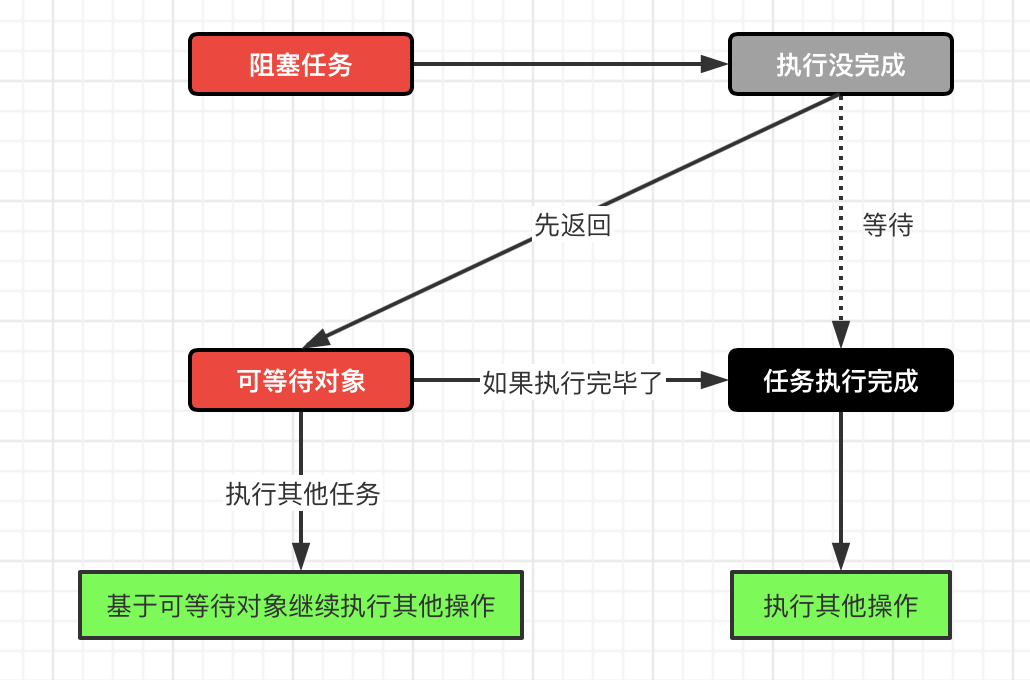 阻塞任务
执行没完成
先返回
等待
可等待对象
如果执行完毕了
任务执行完成
执行其他任务
基于可等待对象继续执行其他操作
执行其他操作